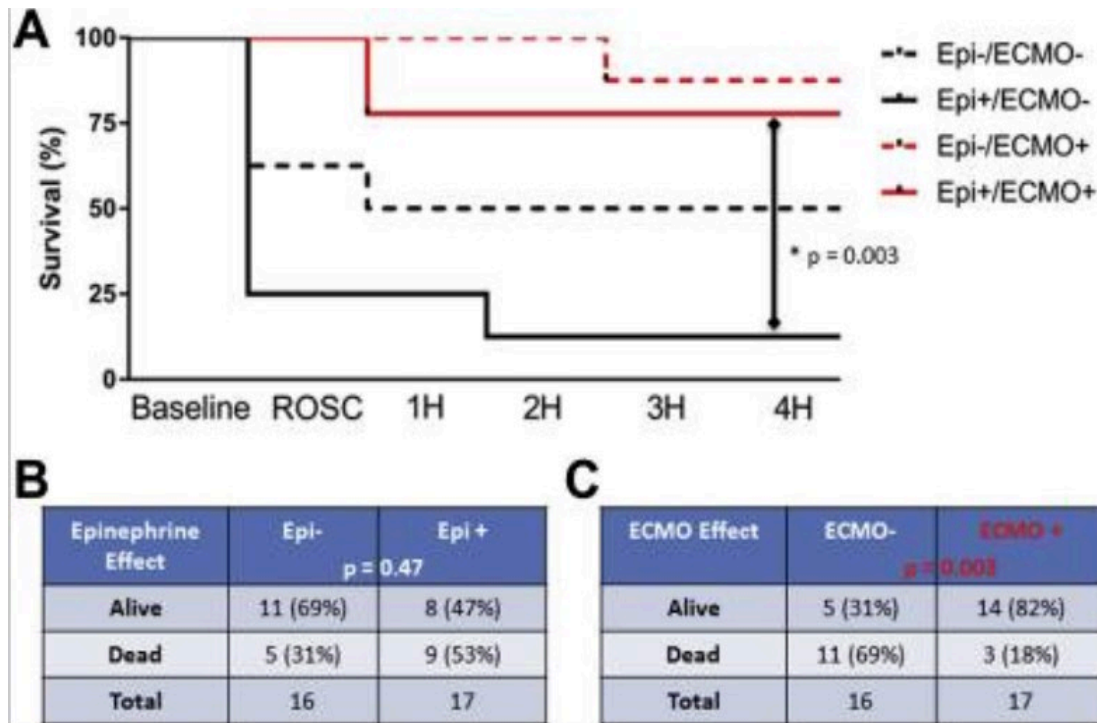 A
100
75
50
25
0
Survival (%)
Baseline ROSC 1H 2H 3H 4H
Epi-/ECMO-
Epi+/ECMO-
Epi-/ECMO+
Epi+/ECMO+
* p = 0.003
B
Epinephrine Effect Epi- Epi +
p = 0.47
Alive 11 (69%) 8 (47%)
Dead 5 (31%) 9 (53%)
Total 16 17
C
ECMO Effect ECMO- ECMO +
p = 0.003
Alive 5 (31%) 14 (82%)
Dead 11 (69%) 3 (18%)
Total 16 17